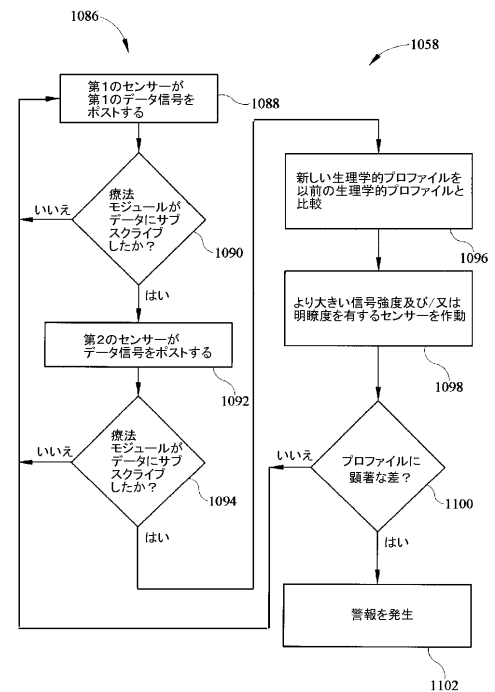 1086
1058
第1のセンサーが
第1のデータ信号を
ポストする
1088
療法
モジュールが
データにサブ
スクライブ
したか？
いいえ
1090
はい
第2のセンサーが
データ信号をポストする
1092
療法
モジュールが
データにサブ
スクライブ
したか？
いいえ
1094
はい
新しい生理学的プロファイルを
以前の生理学的プロファイルと
比較
1096
より大きい信号強度及び/又は
明瞭度を有するセンサーを作動
1098
プロファイルに
顕著な差？
いいえ
1100
はい
警報を発生
1102